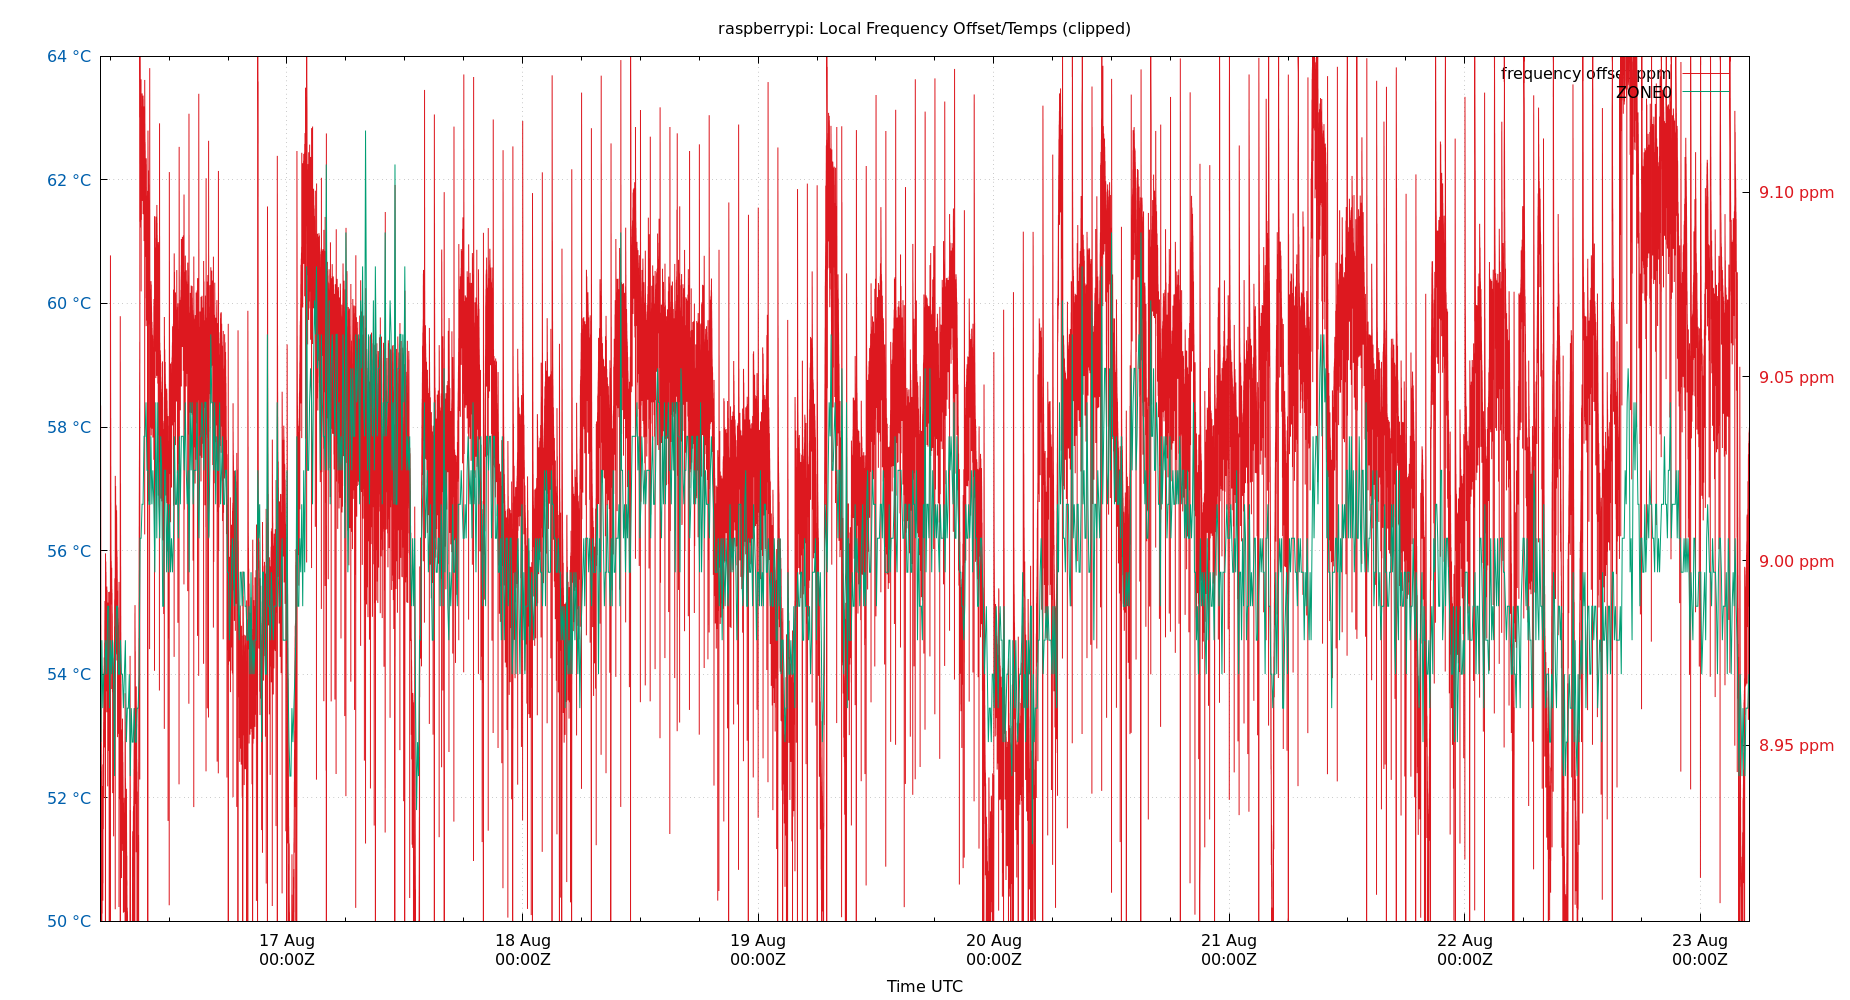 raspberrypi: Local Frequency Offset/Temps (clipped)
64 °C
62 °C
60 °C
58 °C
56 °C
54 °C
52 °C
50 °C
frequency offset ppm
ZONE0
9.10 ppm
9.05 ppm
9.00 ppm
8.95 ppm
17 Aug
00:00Z
18 Aug
00:00Z
19 Aug
00:00Z
20 Aug
00:00Z
21 Aug
00:00Z
22 Aug
00:00Z
23 Aug
00:00Z
Time UTC